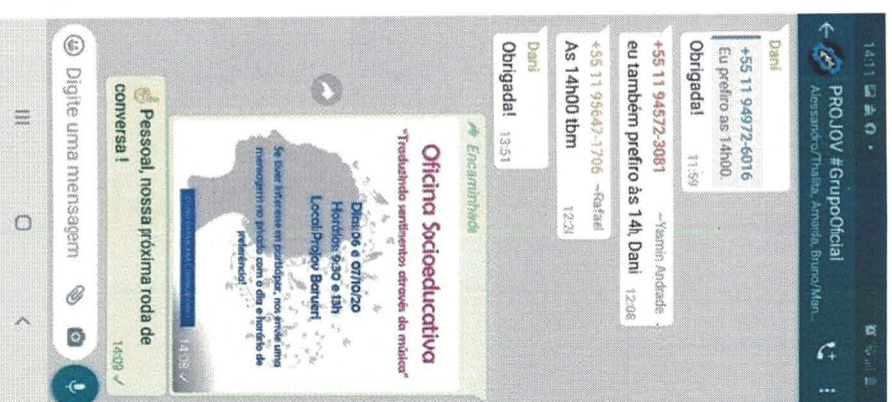 14:11
PROJOV #GrupoOficial
Alessandro/Thalita, Amanda, Bruno/Man...
Dani
+55 11 94972-6016
Eu prefiro as 14h00.
Obrigada! 11:59
+55 11 94572-3081 ~Yasmin Andrade
eu também prefiro às 14h, Dani 12:08
+55 11 95647-1706 ~Rafael
As 14h00 tbm 12:24
Dani
Obrigada! 13:51
Encaminhada
Oficina Socioeducativa
"Traduzindo sentimentos através da música"
Dia: 06 e 07/10/20
Horários 9:30 e 15h
Local: Projov Barueri
Se tiver interesse em participar, nos envie uma
mensagem no privado com o dia e horário de
preferência!
14:08
Pessoal, nossa próxima roda de
conversa ! 14:09
Digite uma mensagem